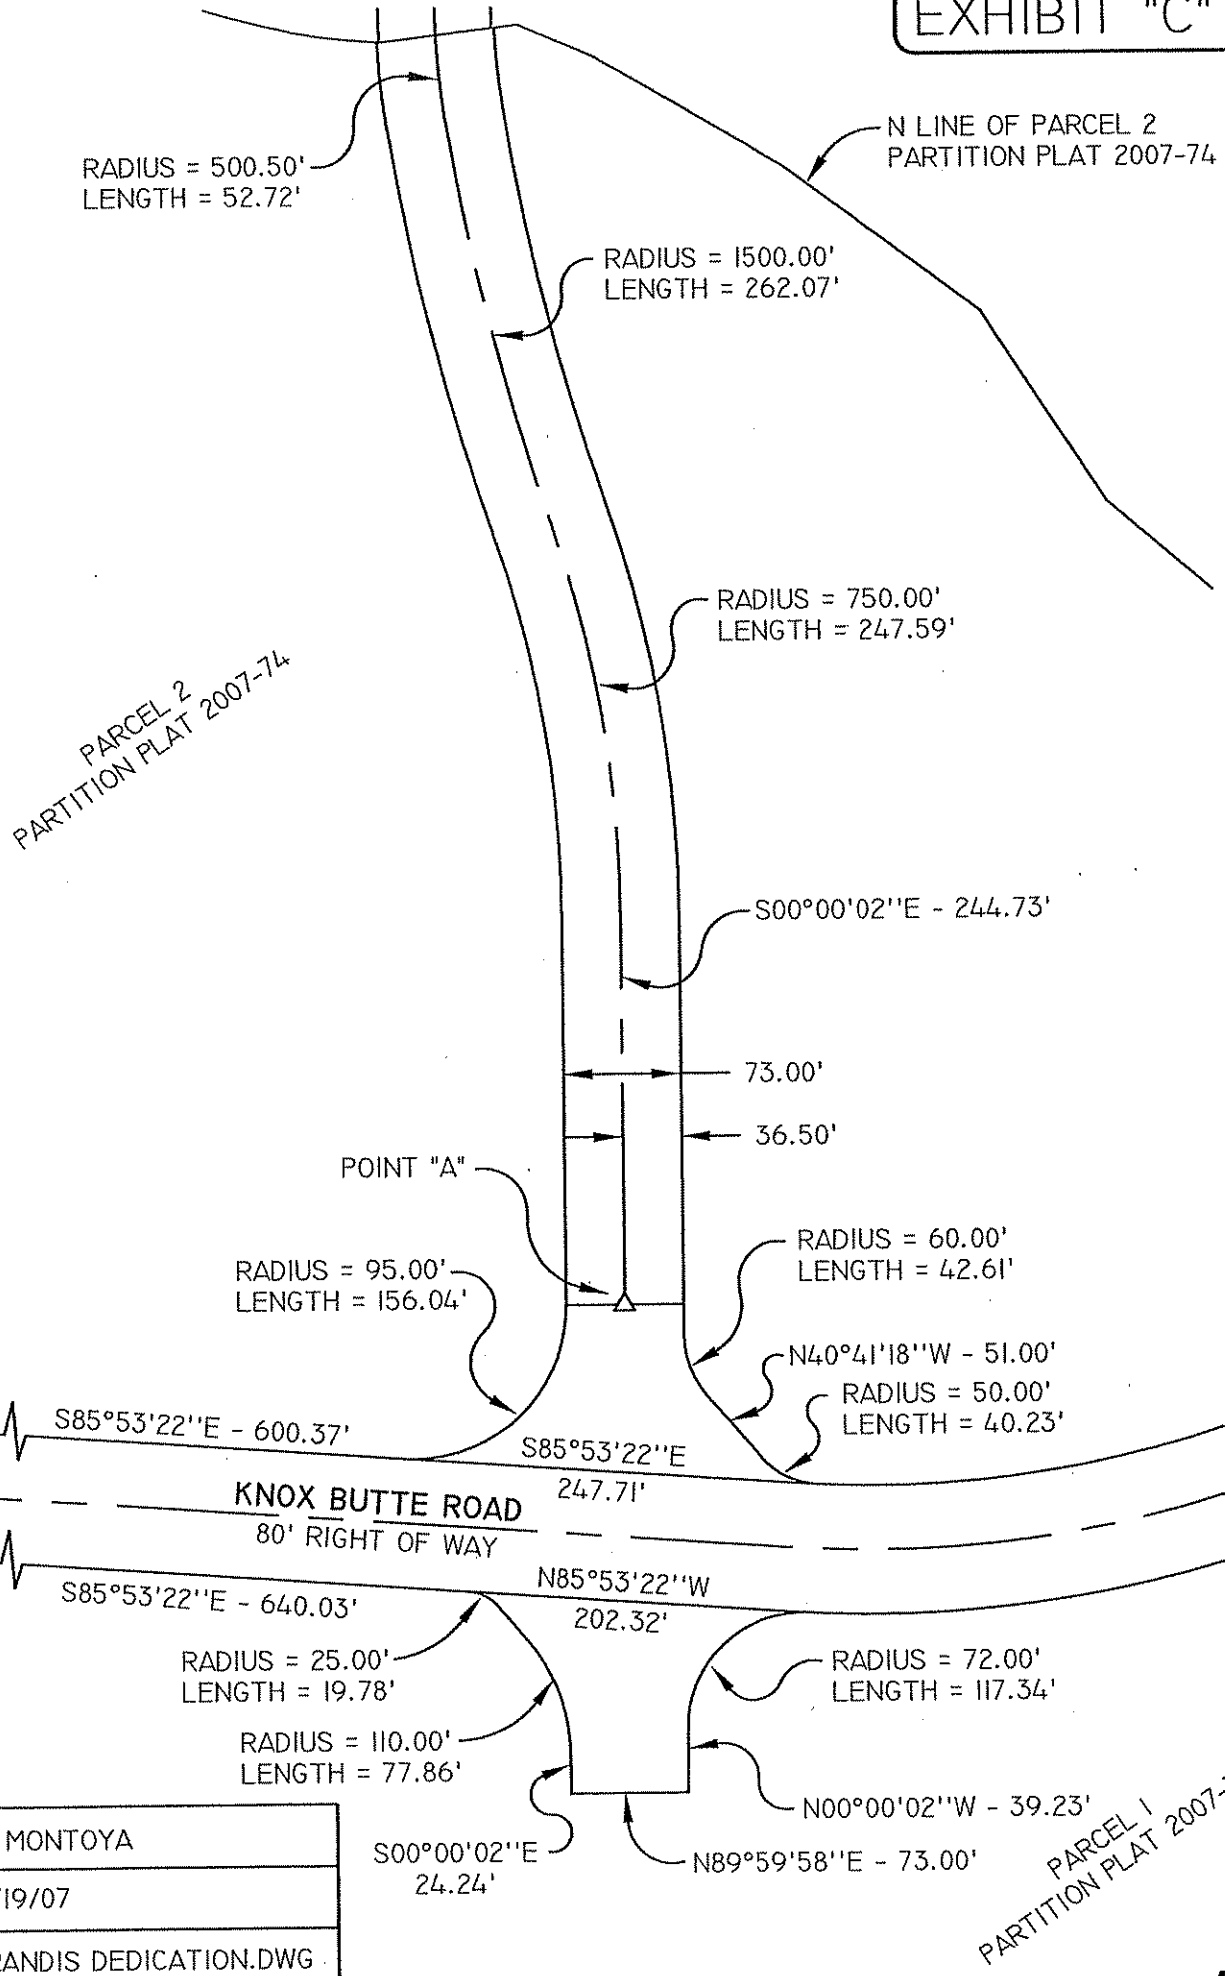 EXHIBIT "C"
N LINE OF PARCEL 2
PARTITION PLAT 2007-74
RADIUS = 500.50'
LENGTH = 52.72'
RADIUS = 1500.00'
LENGTH = 262.07'
RADIUS = 750.00'
LENGTH = 247.59'
PARCEL 2
PARTITION PLAT 2007-74
S00°00'02''E - 244.73'
73.00'
36.50'
POINT "A"
RADIUS = 95.00'
LENGTH = 156.04'
RADIUS = 60.00'
LENGTH = 42.61'
N40°41'18''W - 51.00'
RADIUS = 50.00'
LENGTH = 40.23'
S85°53'22''E - 600.37'
S85°53'22''E
247.71'
KNOX BUTTE ROAD
80' RIGHT OF WAY
S85°53'22''E - 640.03'
N85°53'22''W
202.32'
RADIUS = 25.00'
LENGTH = 19.78'
RADIUS = 72.00'
LENGTH = 117.34'
RADIUS = 110.00'
LENGTH = 77.86'
N00°00'02''W - 39.23'
S00°00'02''E
24.24'
N89°59'58''E - 73.00'
PARCEL 1
PARTITION PLAT 2007-
MONTOYA
/19/07
RANDIS DEDICATION.DWG